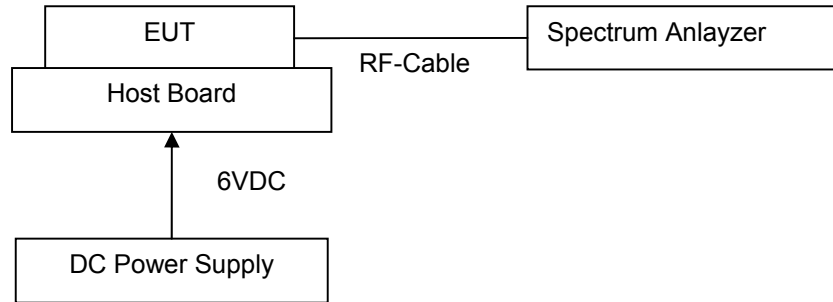 EUT
Spectrum Anlayzer
RF-Cable
Host Board
6VDC
DC Power Supply